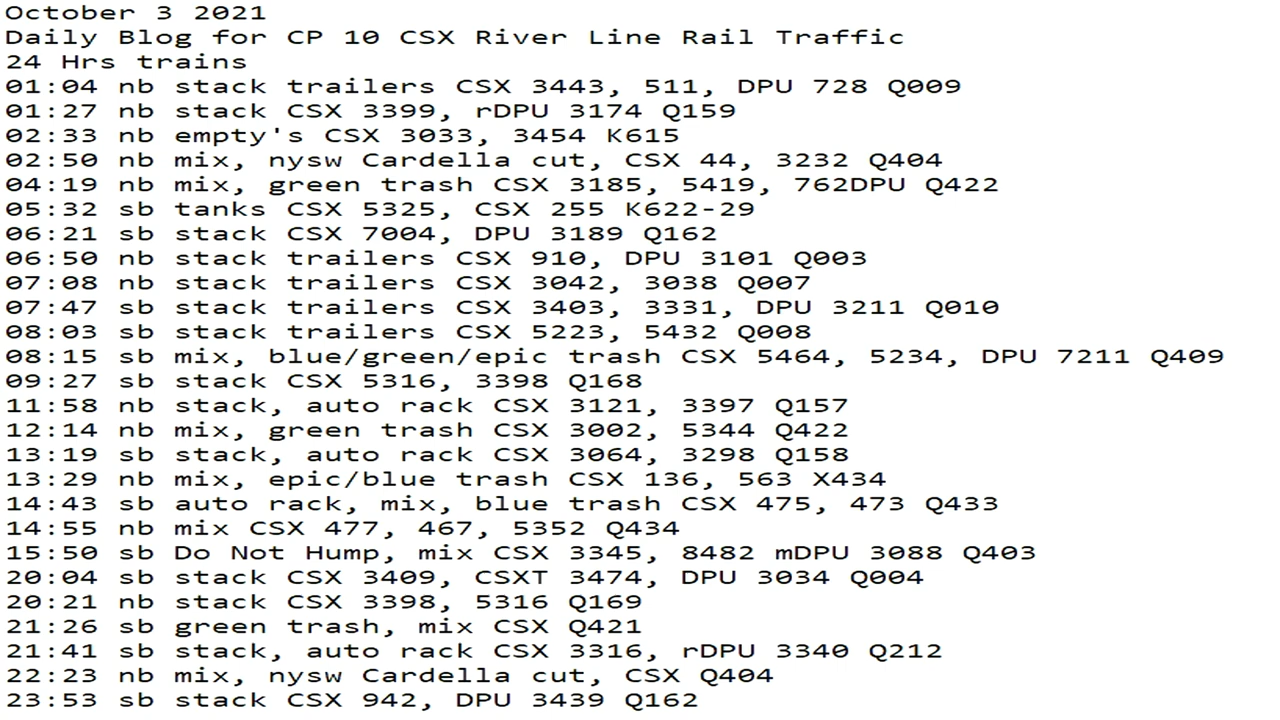 October 3 2021
Daily Blog for CP 10 CSX River Line Rail Traffic
24 Hrs trains
01:04 nb stack trailers CSX 3443, 511, DPU 728 Q009
01:27 nb stack CSX 3399, rDPU 3174 Q159
02:33 nb empty's CSX 3033, 3454 K615
02:50 nb mix, nysw Cardella cut, CSX 44, 3232 Q404
04:19 nb mix, green trash CSX 3185, 5419, 762DPU Q422
05:32 sb tanks CSX 5325, CSX 255 K622-29
06:21 sb stack CSX 7004, DPU 3189 Q162
06:50 nb stack trailers CSX 910, DPU 3101 Q003
07:08 nb stack trailers CSX 3042, 3038 Q007
07:47 sb stack trailers CSX 3403, 3331, DPU 3211 Q010
08:03 sb stack trailers CSX 5223, 5432 Q008
08:15 sb mix, blue/green/epic trash CSX 5464, 5234, DPU 7211 Q409
09:27 sb stack CSX 5316, 3398 Q168
11:58 nb stack, auto rack CSX 3121, 3397 Q157
12:14 nb mix, green trash CSX 3002, 5344 Q422
13:19 sb stack, auto rack CSX 3064, 3298 Q158
13:29 nb mix, epic/blue trash CSX 136, 563 X434
14:43 sb auto rack, mix, blue trash CSX 475, 473 Q433
14:55 nb mix CSX 477, 467, 5352 Q434
15:50 sb Do Not Hump, mix CSX 3345, 8482 mDPU 3088 Q403
20:04 sb stack CSX 3409, CSXT 3474, DPU 3034 Q004
20:21 nb stack CSX 3398, 5316 Q169
21:26 sb green trash, mix CSX Q421
21:41 sb stack, auto rack CSX 3316, rDPU 3340 Q212
22:23 nb mix, nysw Cardella cut, CSX Q404
23:53 sb stack CSX 942, DPU 3439 Q162